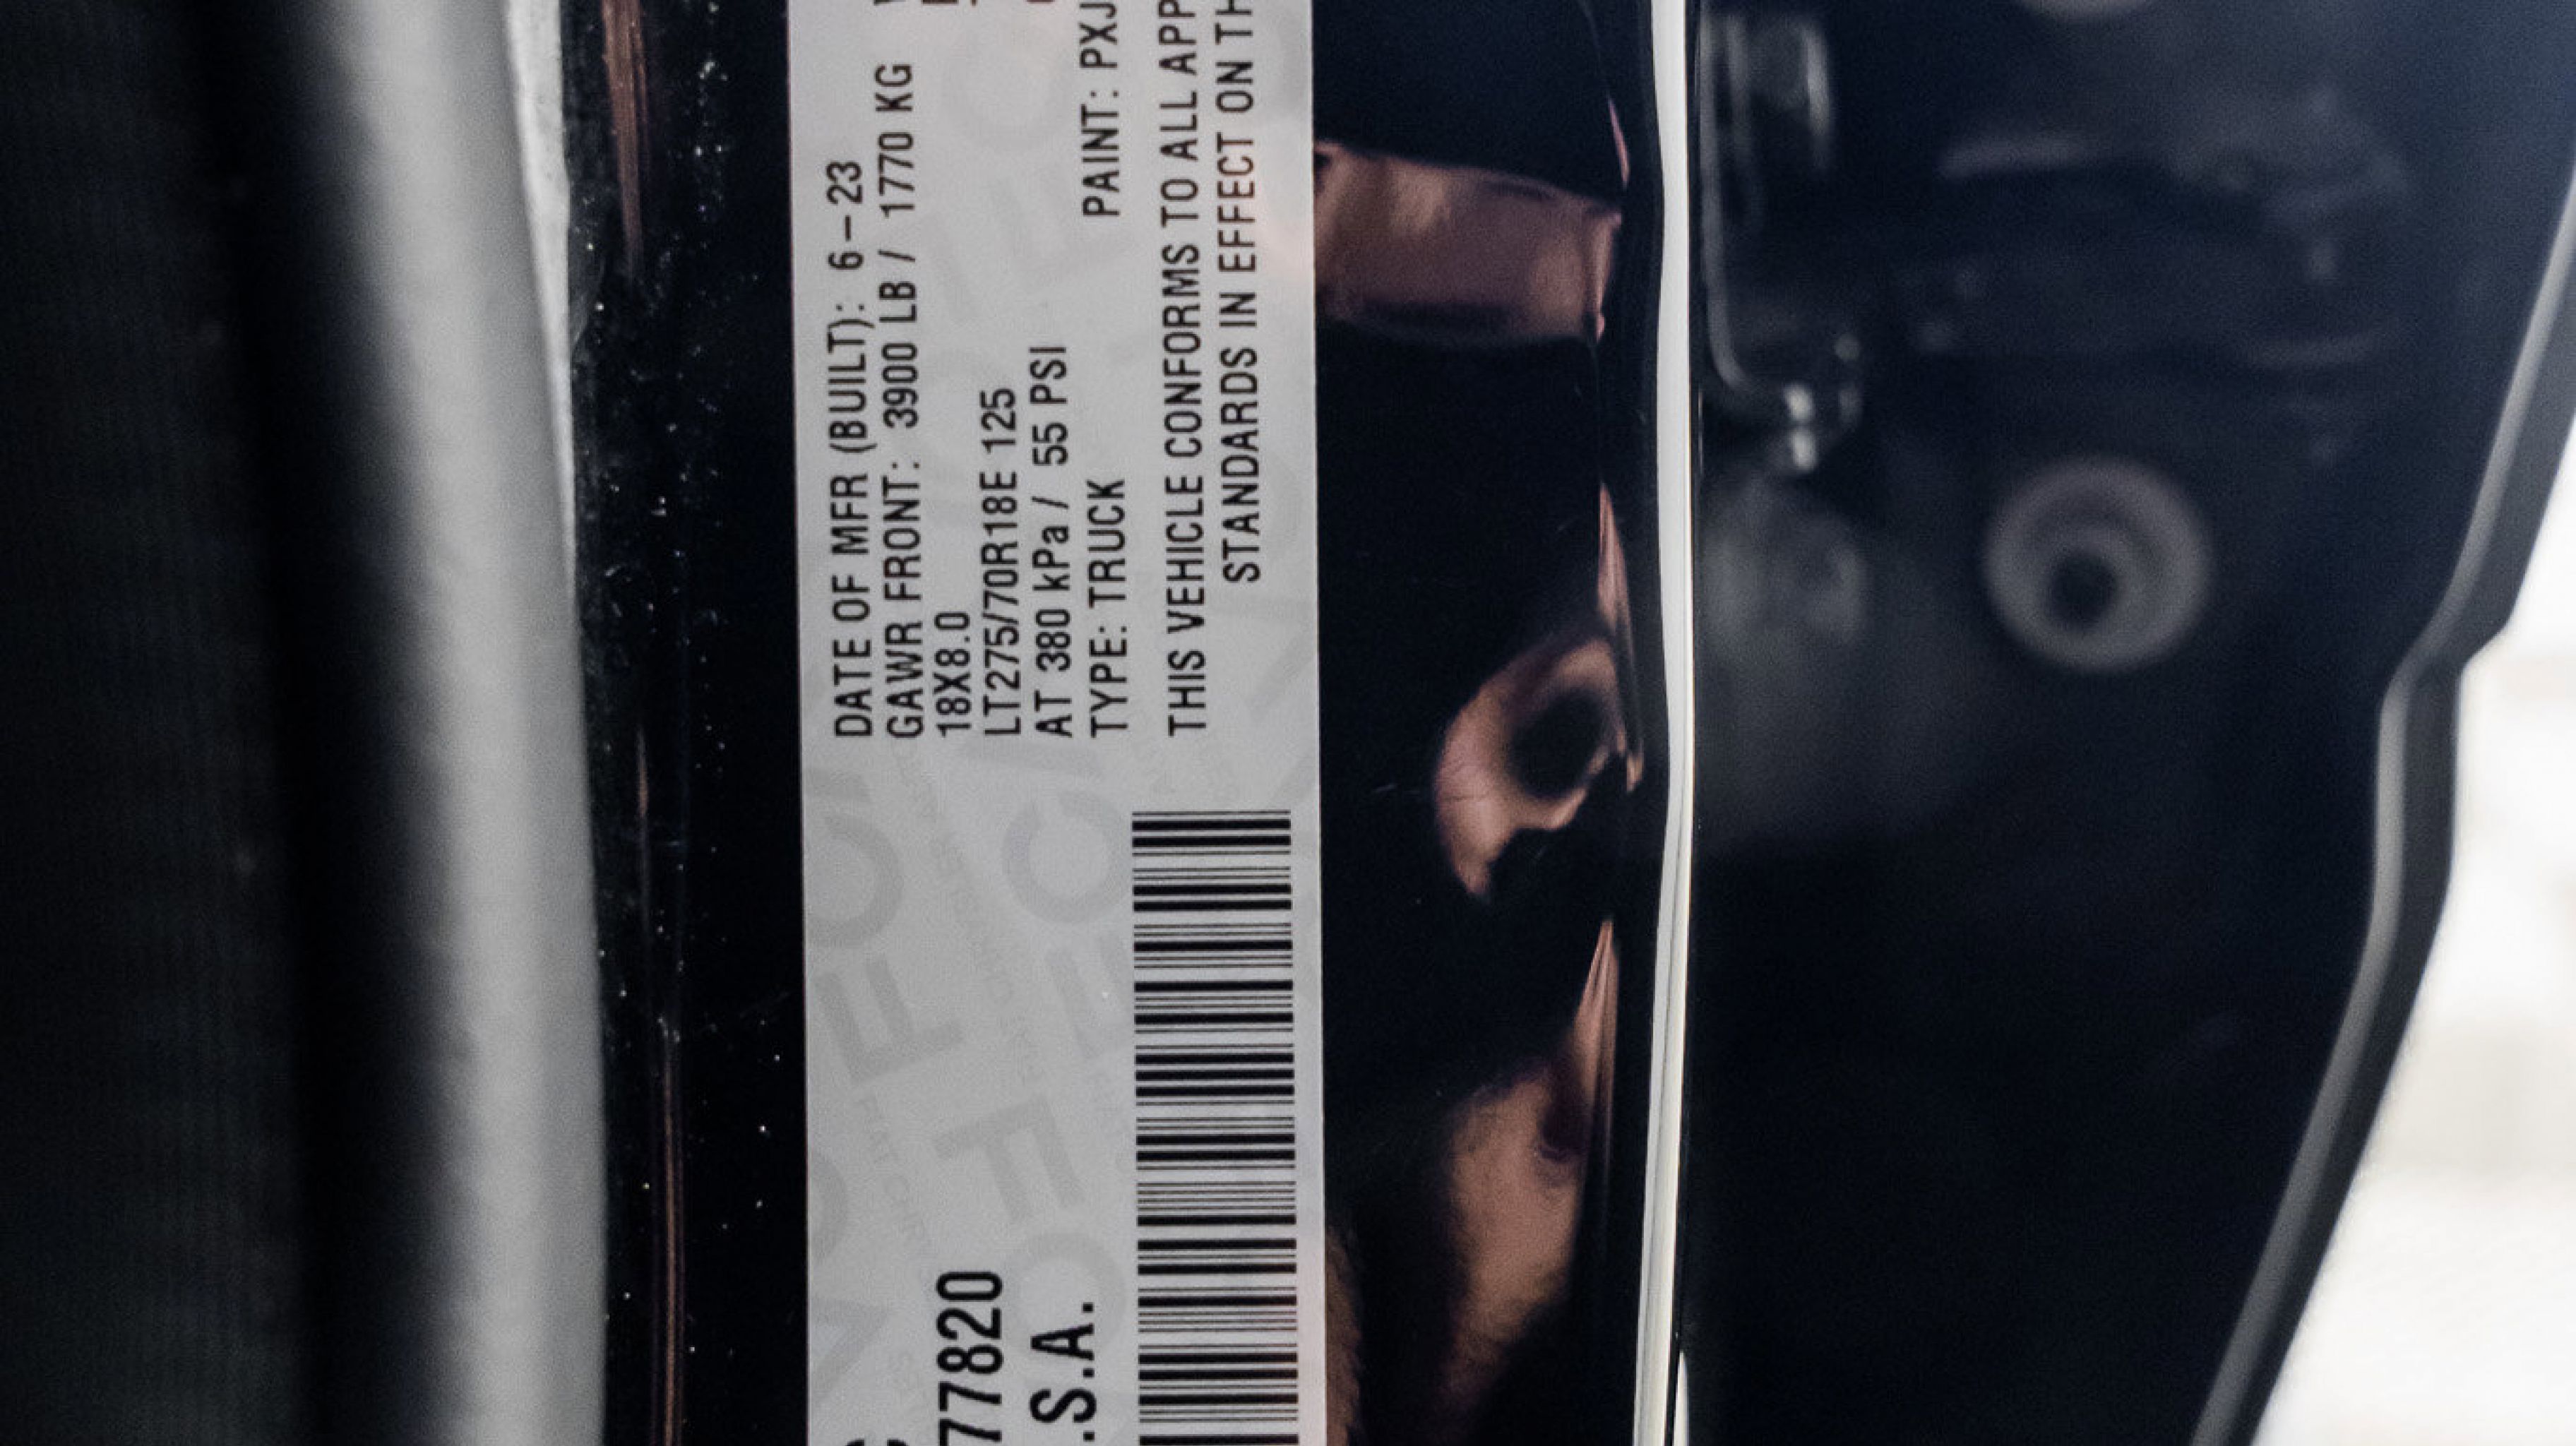 DATE OF MFR (BUILT): 6-23
GAWR FRONT: 3900 LB / 1770 KG
18X8.0
LT275/70R18E 125
AT 380 kPa / 55 PSI
TYPE: TRUCK PAINT: PXJ
THIS VEHICLE CONFORMS TO ALL APP
STANDARDS IN EFFECT ON TH
77820
.S.A.